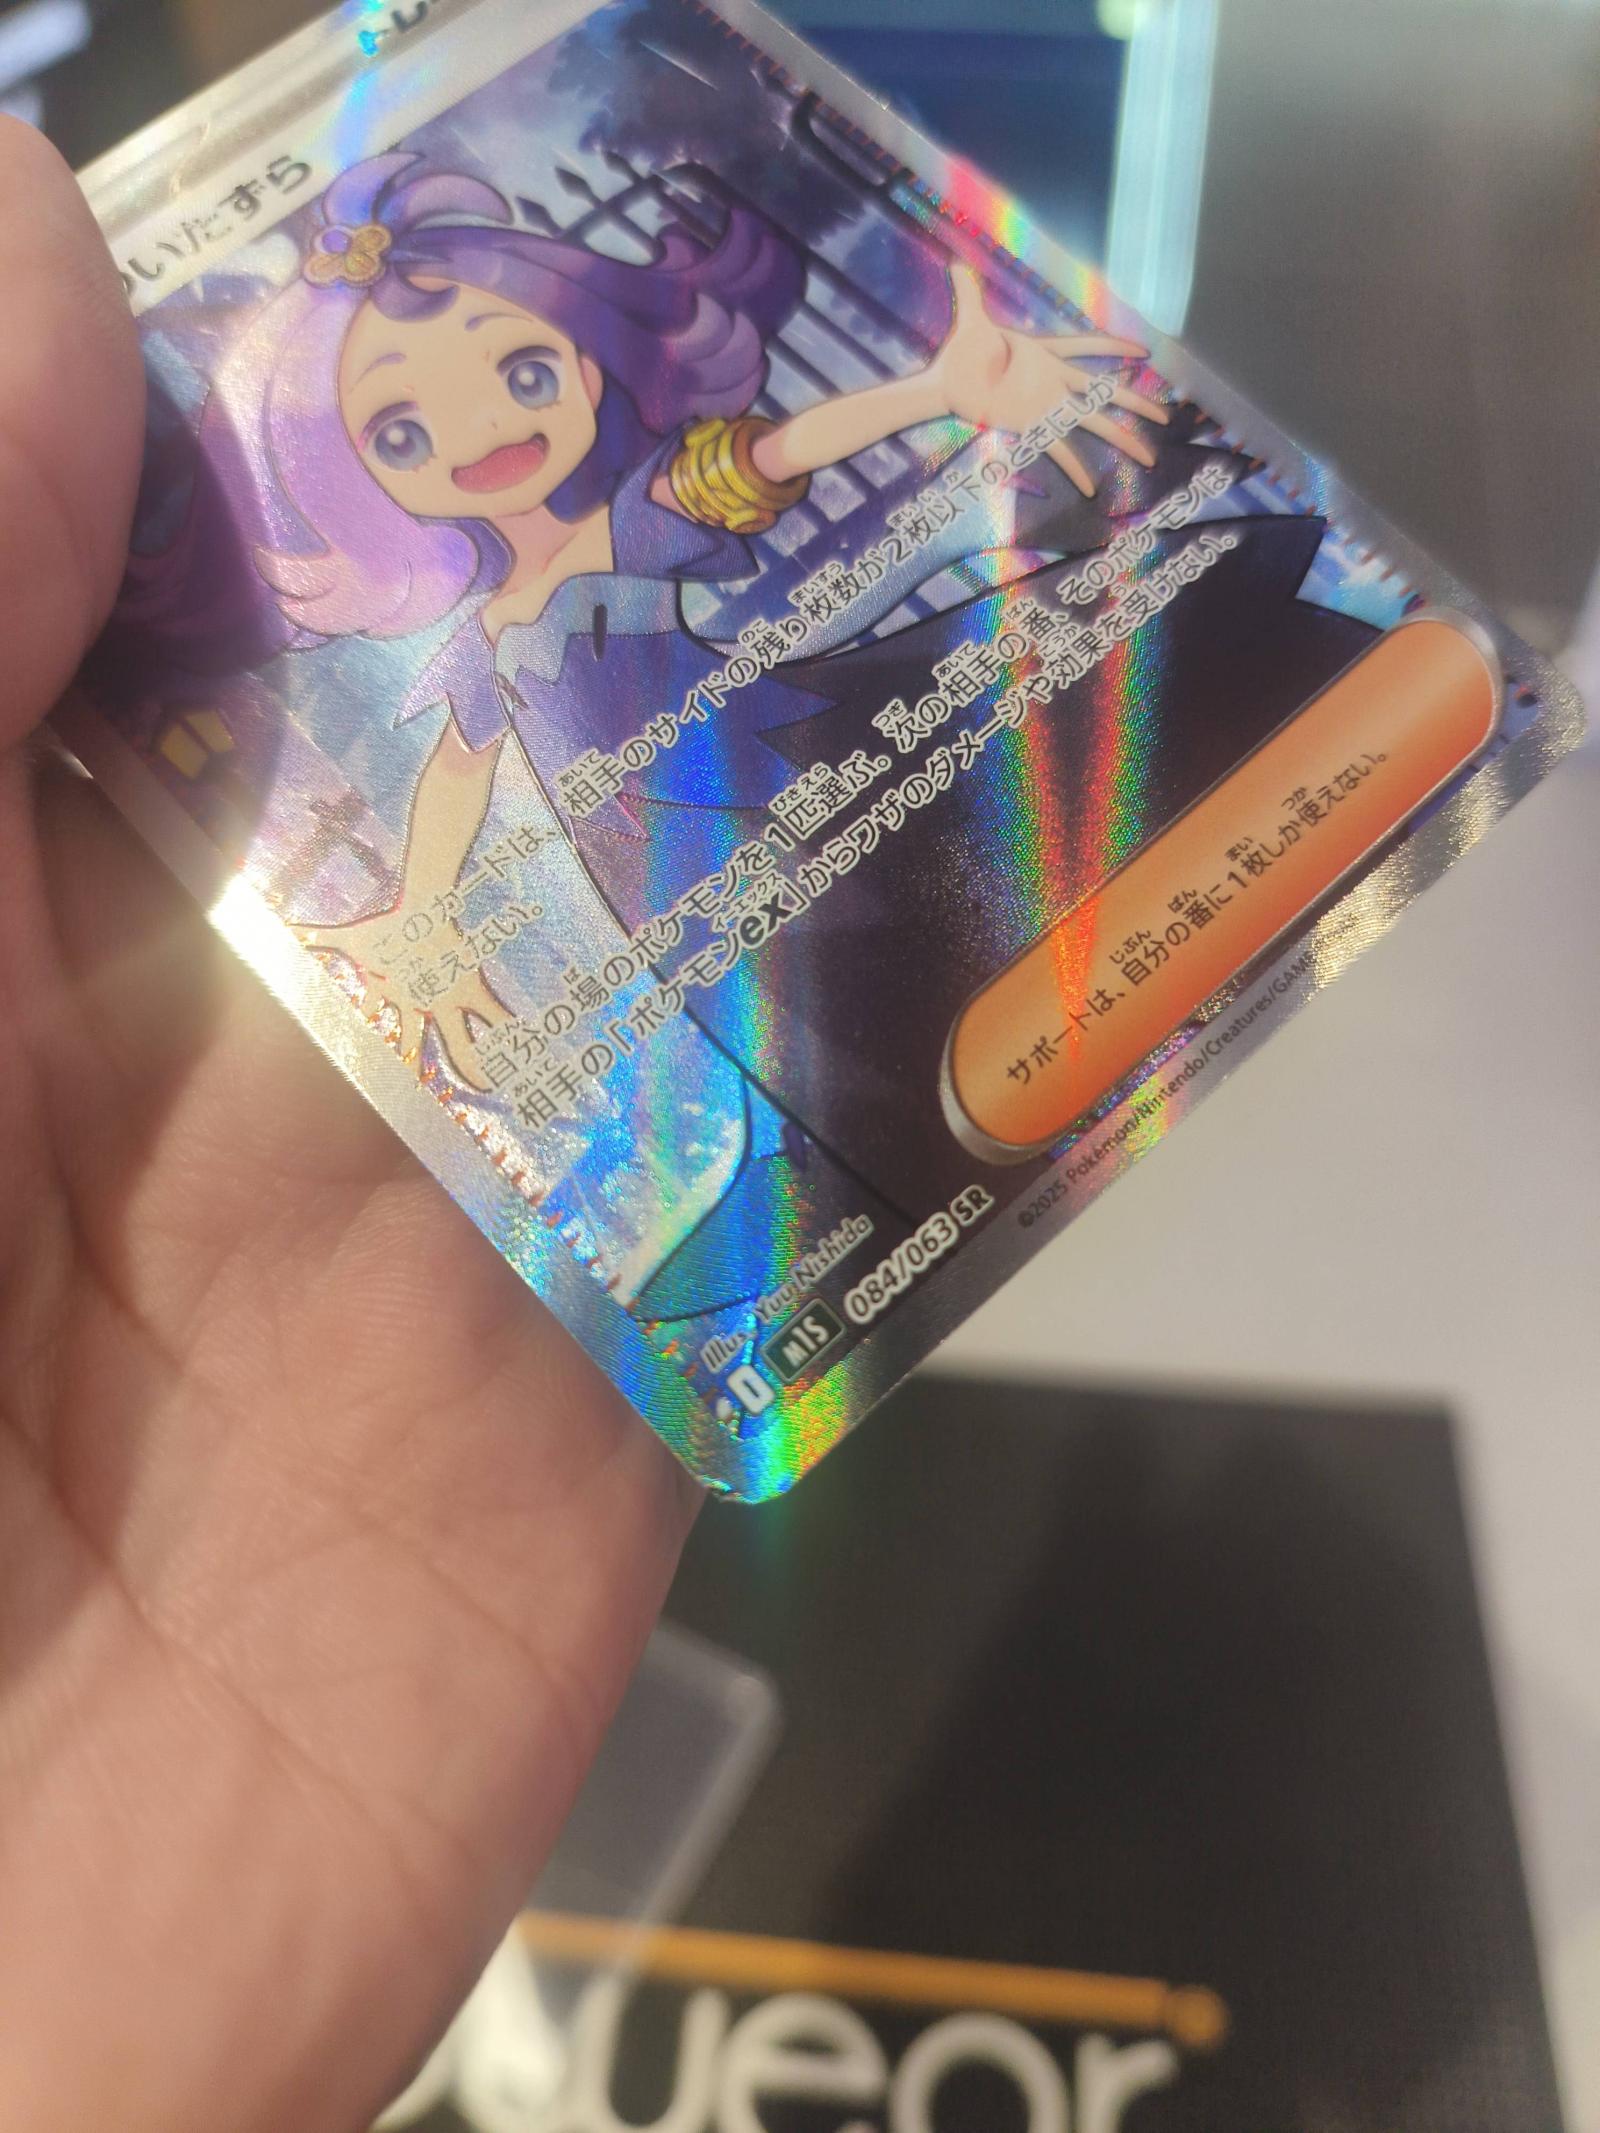 いたずら
このカードは、相手のサイドの残り枚数が2枚以下のときにしか
使えない。
自分の場のポケモンを1匹選ぶ。次の相手の番、そのポケモンは
相手の「ポケモンex」からワザのダメージや効果を受けない。
サポートは、自分の番に1枚しか使えない。
Illus. Yuu Nishida
©2025 Pokémon/Nintendo/Creatures/GAME
M1S 084/063 SR